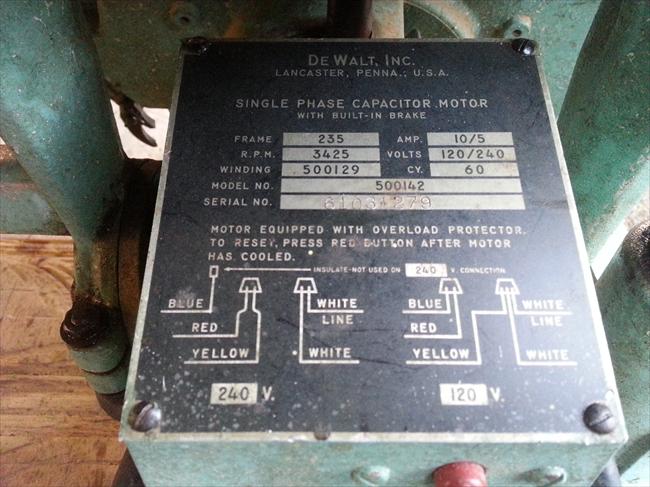 DEWALT, INC.
LANCASTER, PENNA., U.S.A.
SINGLE PHASE CAPACITOR MOTOR
WITH BUILT-IN BRAKE
FRAME 235 AMP. 10/5
R.P.M. 3425 VOLTS 120/240
WINDING 500129 CY. 60
MODEL NO. 500142
SERIAL NO.
MOTOR EQUIPPED WITH OVERLOAD PROTECTOR.
TO RESET, PRESS RED BUTTON AFTER MOTOR
HAS COOLED.
INSULATE-NOT USED ON 240 V. CONNECTION
BLUE WHITE BLUE WHITE
LINE LINE
RED RED
YELLOW WHITE YELLOW WHITE
240 V. 120 V.